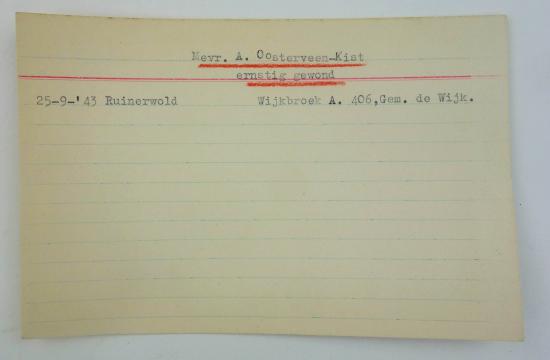 Mevr. A. Oosterveen-Kist
ernstig gewond
25-9-'43 Ruinerwold Wijkbroek A. 406,Gem. de Wijk.